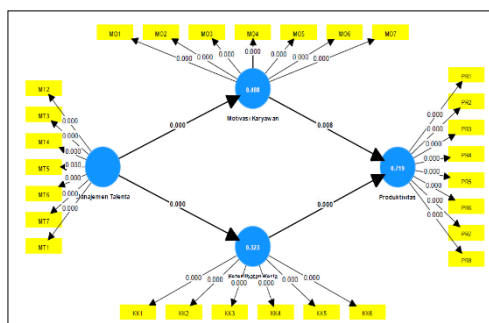 MO1
MO2
MO3
MO4
MO5
MO6
MO7
0.000
0.000
0.000
0.000
0.000
0.000
0.000
Motivasi Karyawan
MT2
MT3
MT4
MT5
MT6
MT7
MT1
0.000
0.000
0.000
0.000
0.000
0.000
0.000
Manajemen Talenta
0.000
0.000
0.008
0.000
PR1
PR2
PR3
PR4
PR5
PR6
PR7
PR8
0.000
0.000
0.000
0.000
0.000
0.000
0.000
0.000
0.719
Produktivitas
0.323
0.000
0.000
0.000
0.000
0.000
0.000
KK1
KK2
KK3
KK4
KK5
KK6